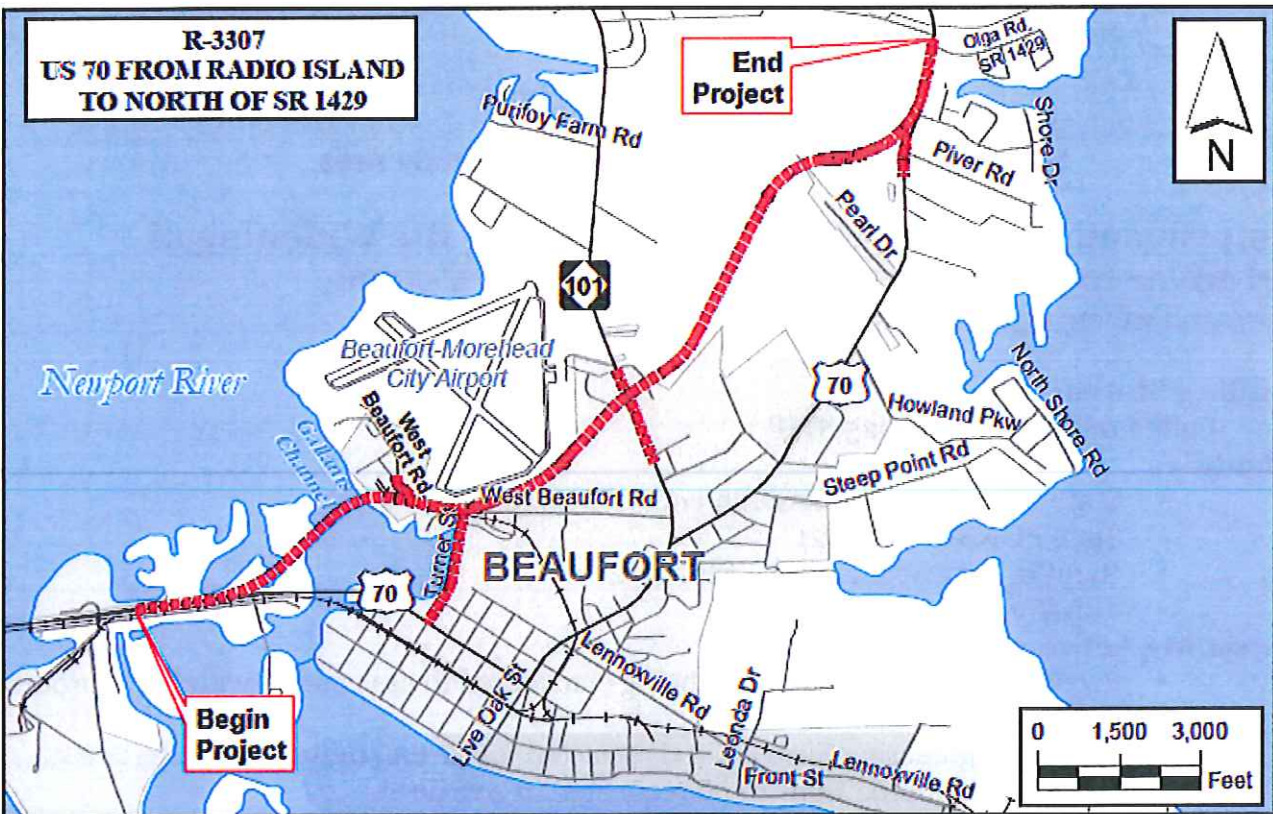 R-3307
US 70 FROM RADIO ISLAND
TO NORTH OF SR 1429
End
Project
Olga Rd.
SR 1429
N
Purifoy Farm Rd
Shore Dr
Piver Rd
Pearl Dr
101
Beaufort-Morehead
City Airport
Newport River
70
North Shore Rd
Howland Pkw
West
Beaufort Rd
Gallants
Channel
Steep Point Rd
West Beaufort Rd
Turner St
BEAUFORT
70
Lennoxville Rd
Live Oak St
Leonda Dr
Begin
Project
Front St
Lennoxville Rd
0 1,500 3,000
Feet